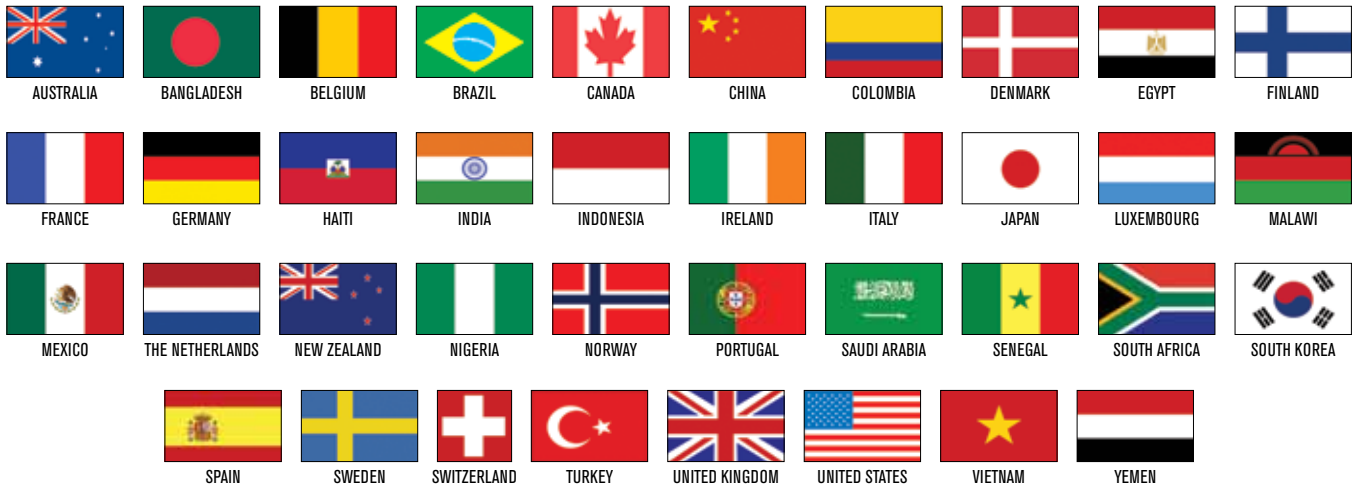 AUSTRALIA BANGLADESH BELGIUM BRAZIL CANADA CHINA COLOMBIA DENMARK EGYPT FINLAND
FRANCE GERMANY HAITI INDIA INDONESIA IRELAND ITALY JAPAN LUXEMBOURG MALAWI
MEXICO THE NETHERLANDS NEW ZEALAND NIGERIA NORWAY PORTUGAL SAUDI ARABIA SENEGAL SOUTH AFRICA SOUTH KOREA
SPAIN SWEDEN SWITZERLAND TURKEY UNITED KINGDOM UNITED STATES VIETNAM YEMEN